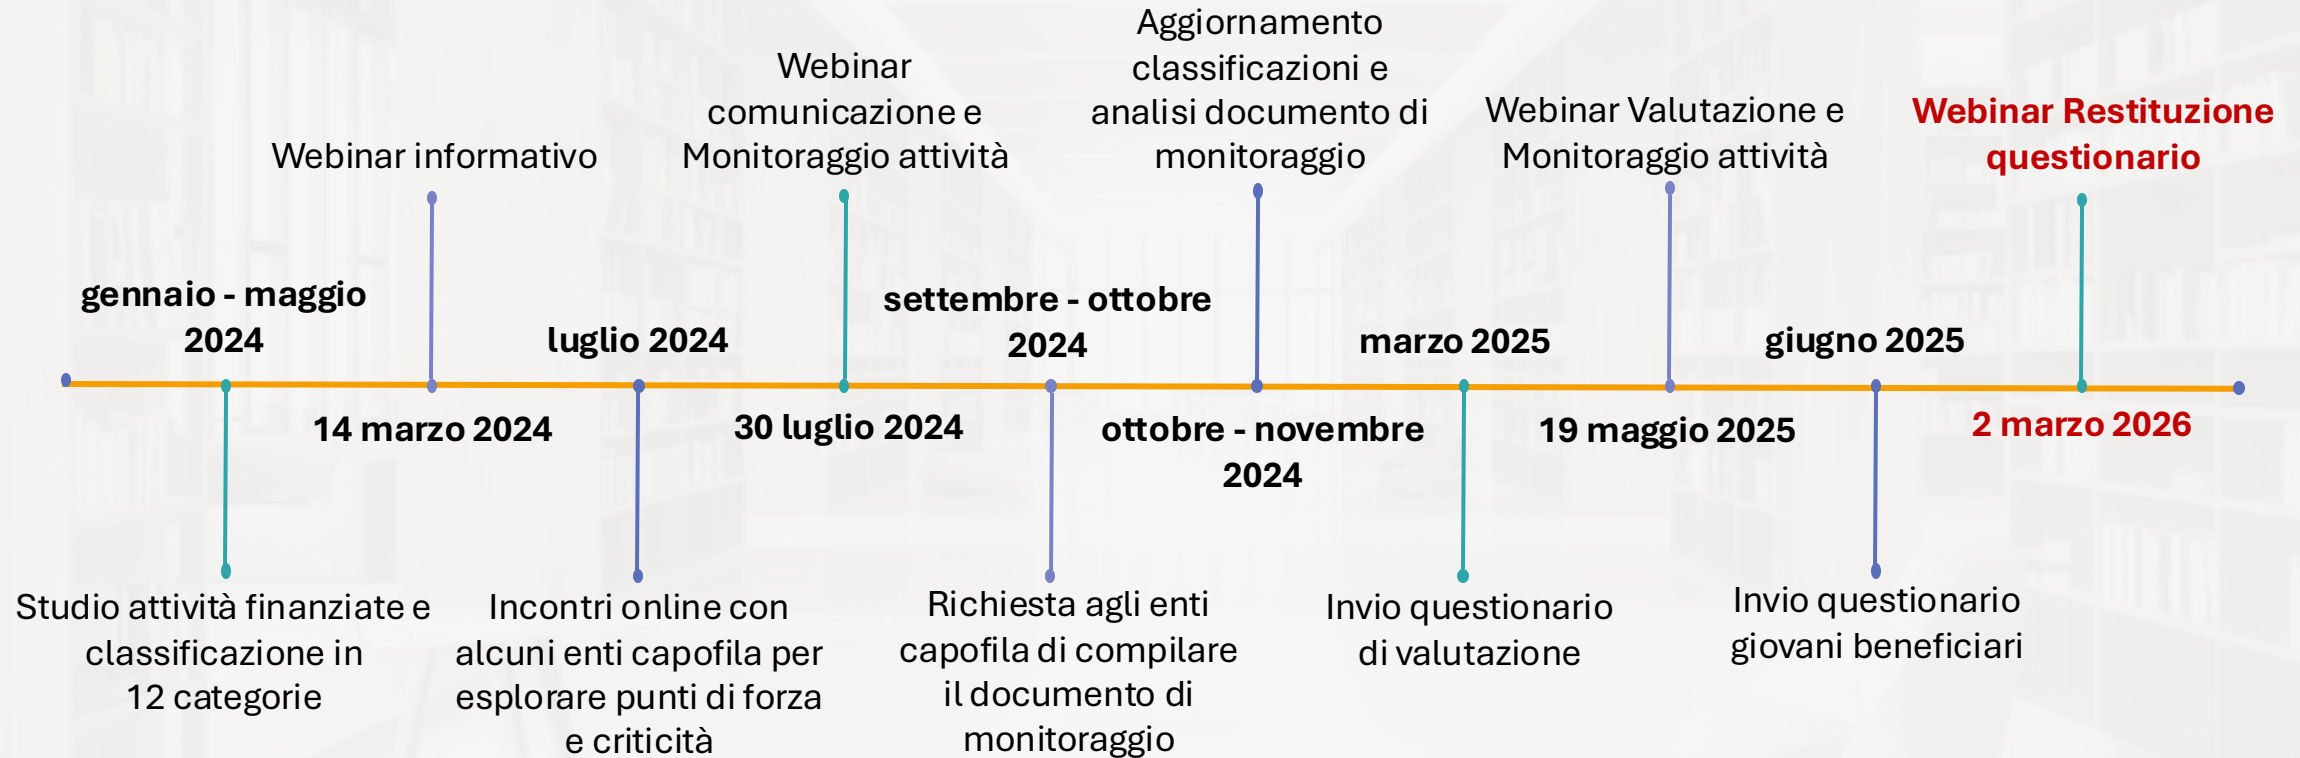 gennaio - maggio
2024
Studio attività finanziate e
classificazione in
12 categorie
Webinar informativo
14 marzo 2024
luglio 2024
Incontri online con
alcuni enti capofila per
esplorare punti di forza
e criticità
Webinar
comunicazione e
Monitoraggio attività
30 luglio 2024
settembre - ottobre
2024
Richiesta agli enti
capofila di compilare
il documento di
monitoraggio
Aggiornamento
classificazioni e
analisi documento di
monitoraggio
ottobre - novembre
2024
marzo 2025
Invio questionario
di valutazione
Webinar Valutazione e
Monitoraggio attività
19 maggio 2025
giugno 2025
Invio questionario
giovani beneficiari
Webinar Restituzione
questionario
2 marzo 2026